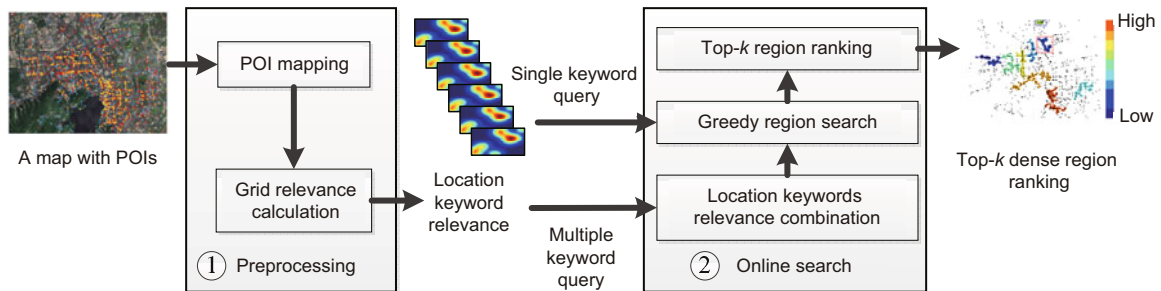 A map with POIs
POI mapping
Grid relevance
calculation
1 Preprocessing
Location
keyword
relevance
Single keyword
query
Multiple
keyword
query
Top-k region ranking
Greedy region search
Location keywords
relevance combination
2 Online search
High
Low
Top-k dense region
ranking